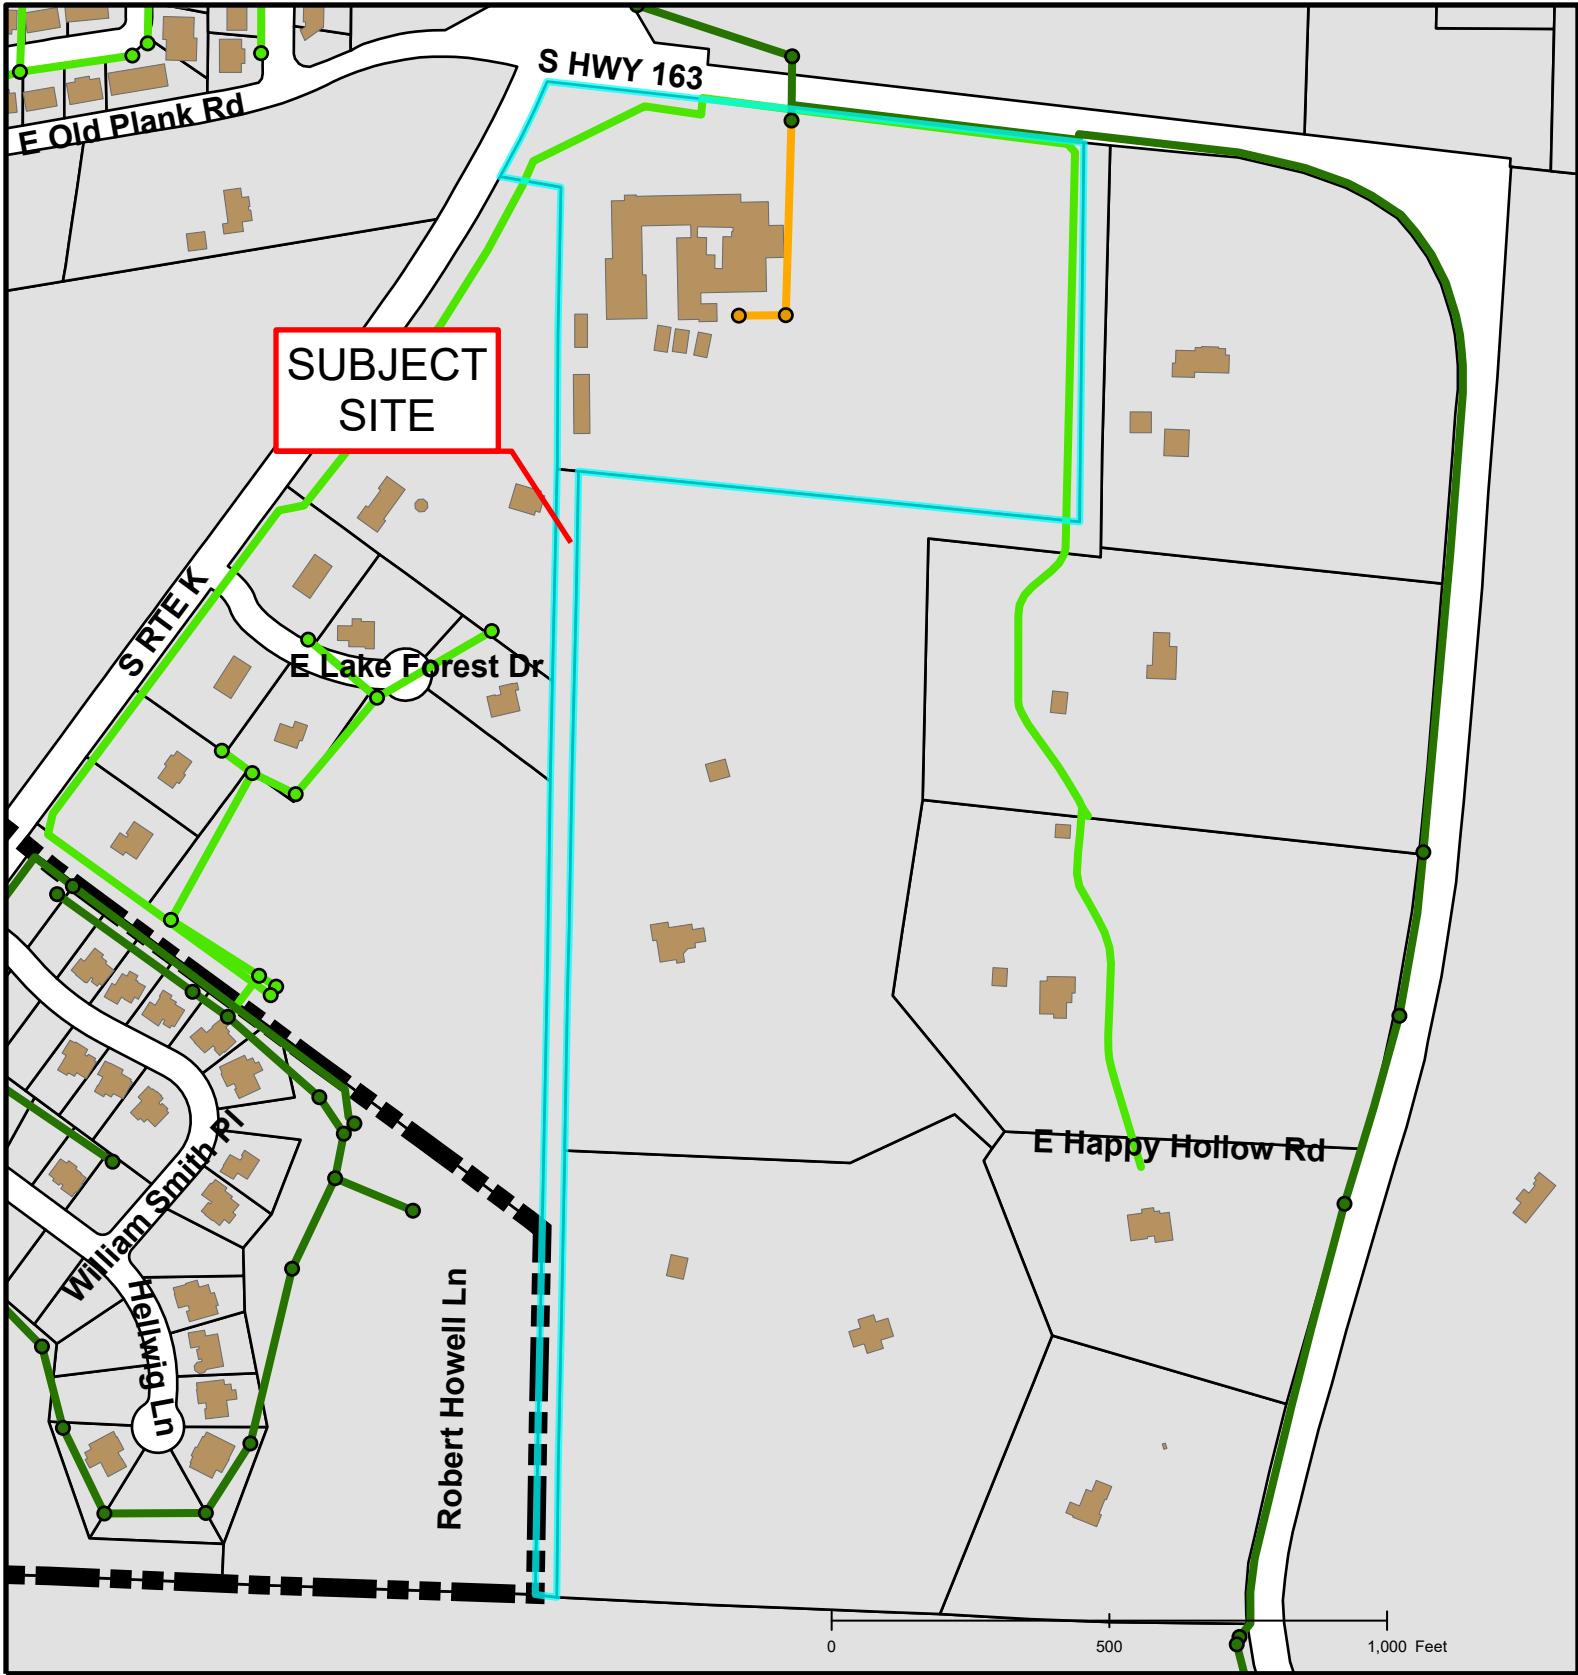 S HWY 163
E Old Plank Rd
SUBJECT
SITE
S RTE K
E Lake Forest Dr
E Happy Hollow Rd
William Smith Pl
Hellwig Ln
Robert Howell Ln
0 500 1,000 Feet